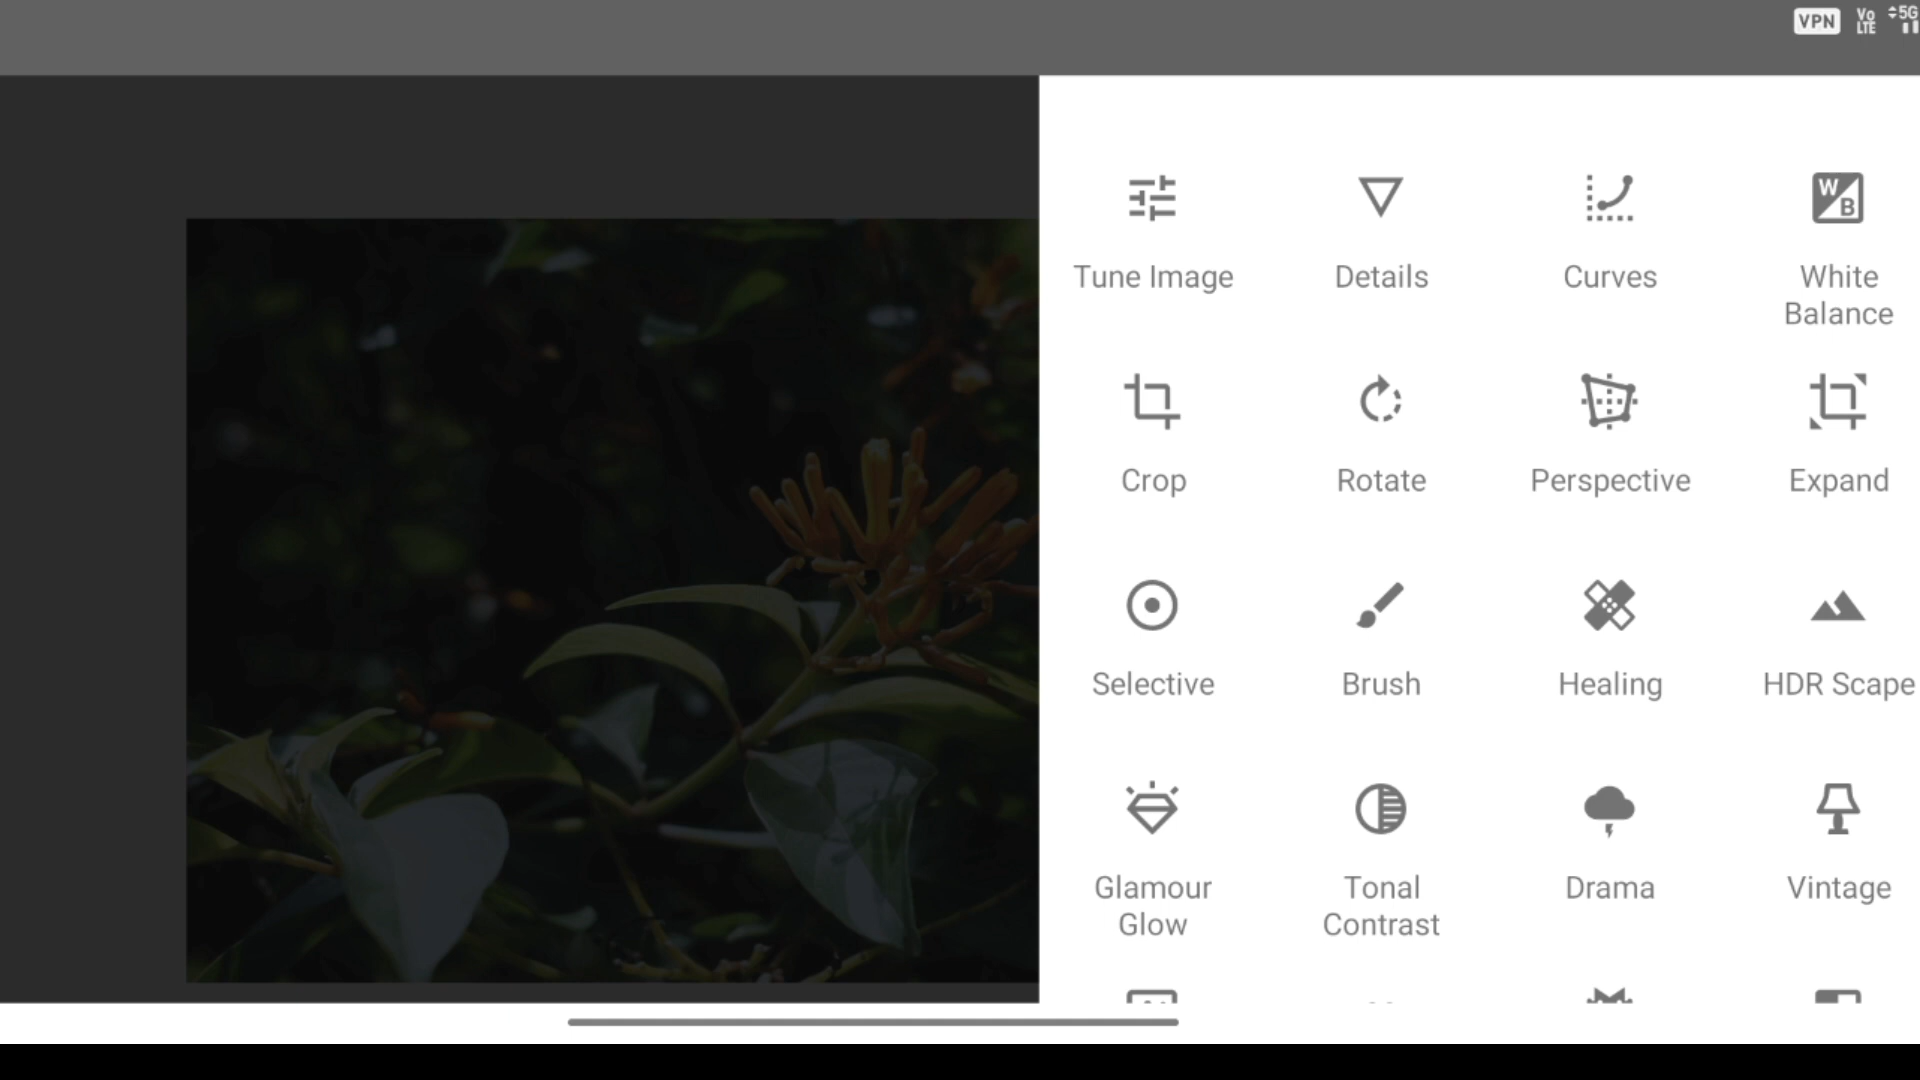 VPN Vo LTE 5G
Tune Image Details Curves White Balance
Crop Rotate Perspective Expand
Selective Brush Healing HDR Scape
Glamour Glow Tonal Contrast Drama Vintage